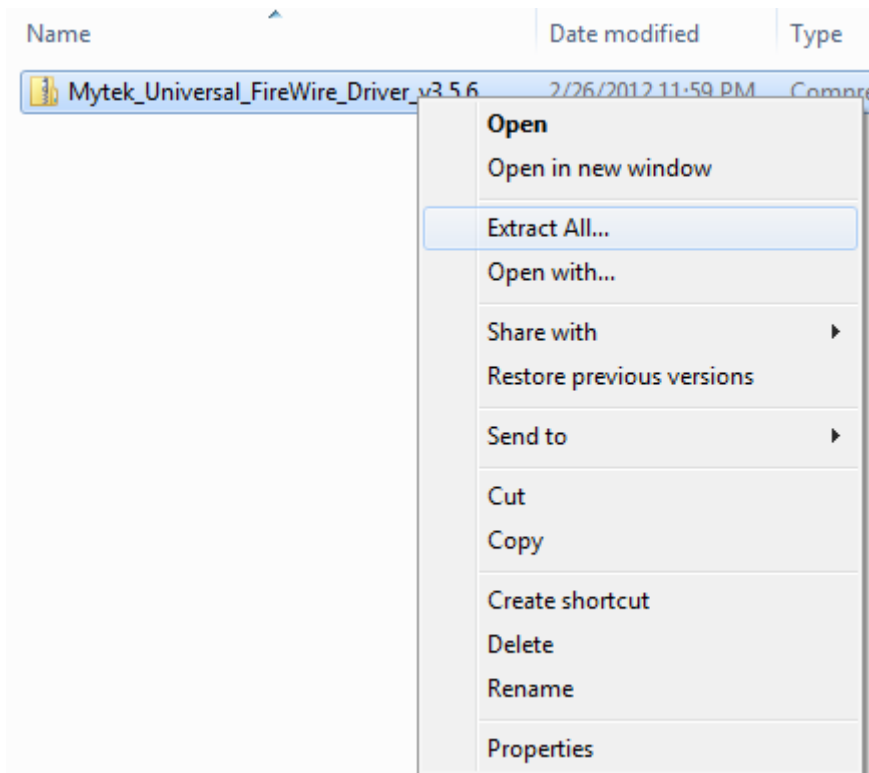 Name Date modified Type
Mytek_Universal_FireWire_Driver_v3.5.6 2/26/2012 11:59 PM Compre
Open
Open in new window
Extract All...
Open with...
Share with
Restore previous versions
Send to
Cut
Copy
Create shortcut
Delete
Rename
Properties